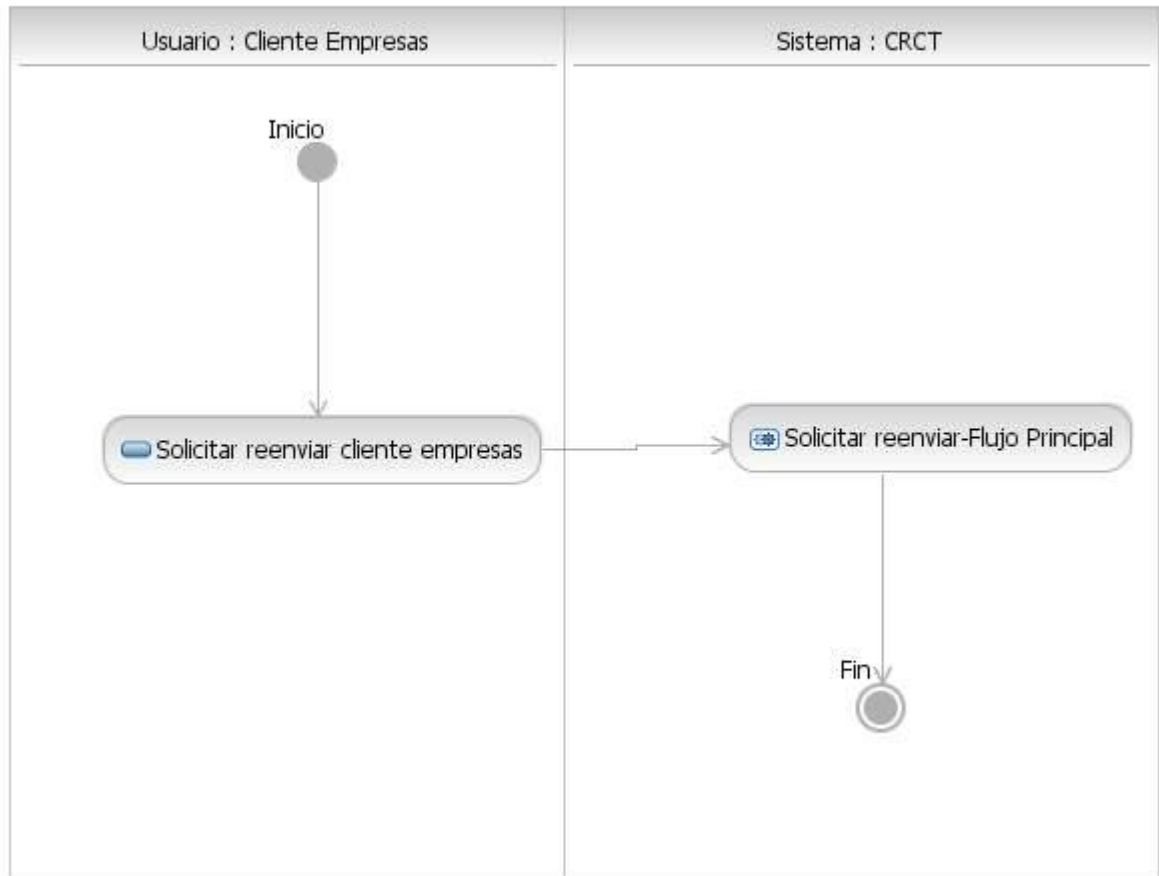 Usuario : Cliente Empresas
Sistema : CRCT
Inicio
Solicitar reenviar cliente empresas
Solicitar reenviar-Flujo Principal
Fin